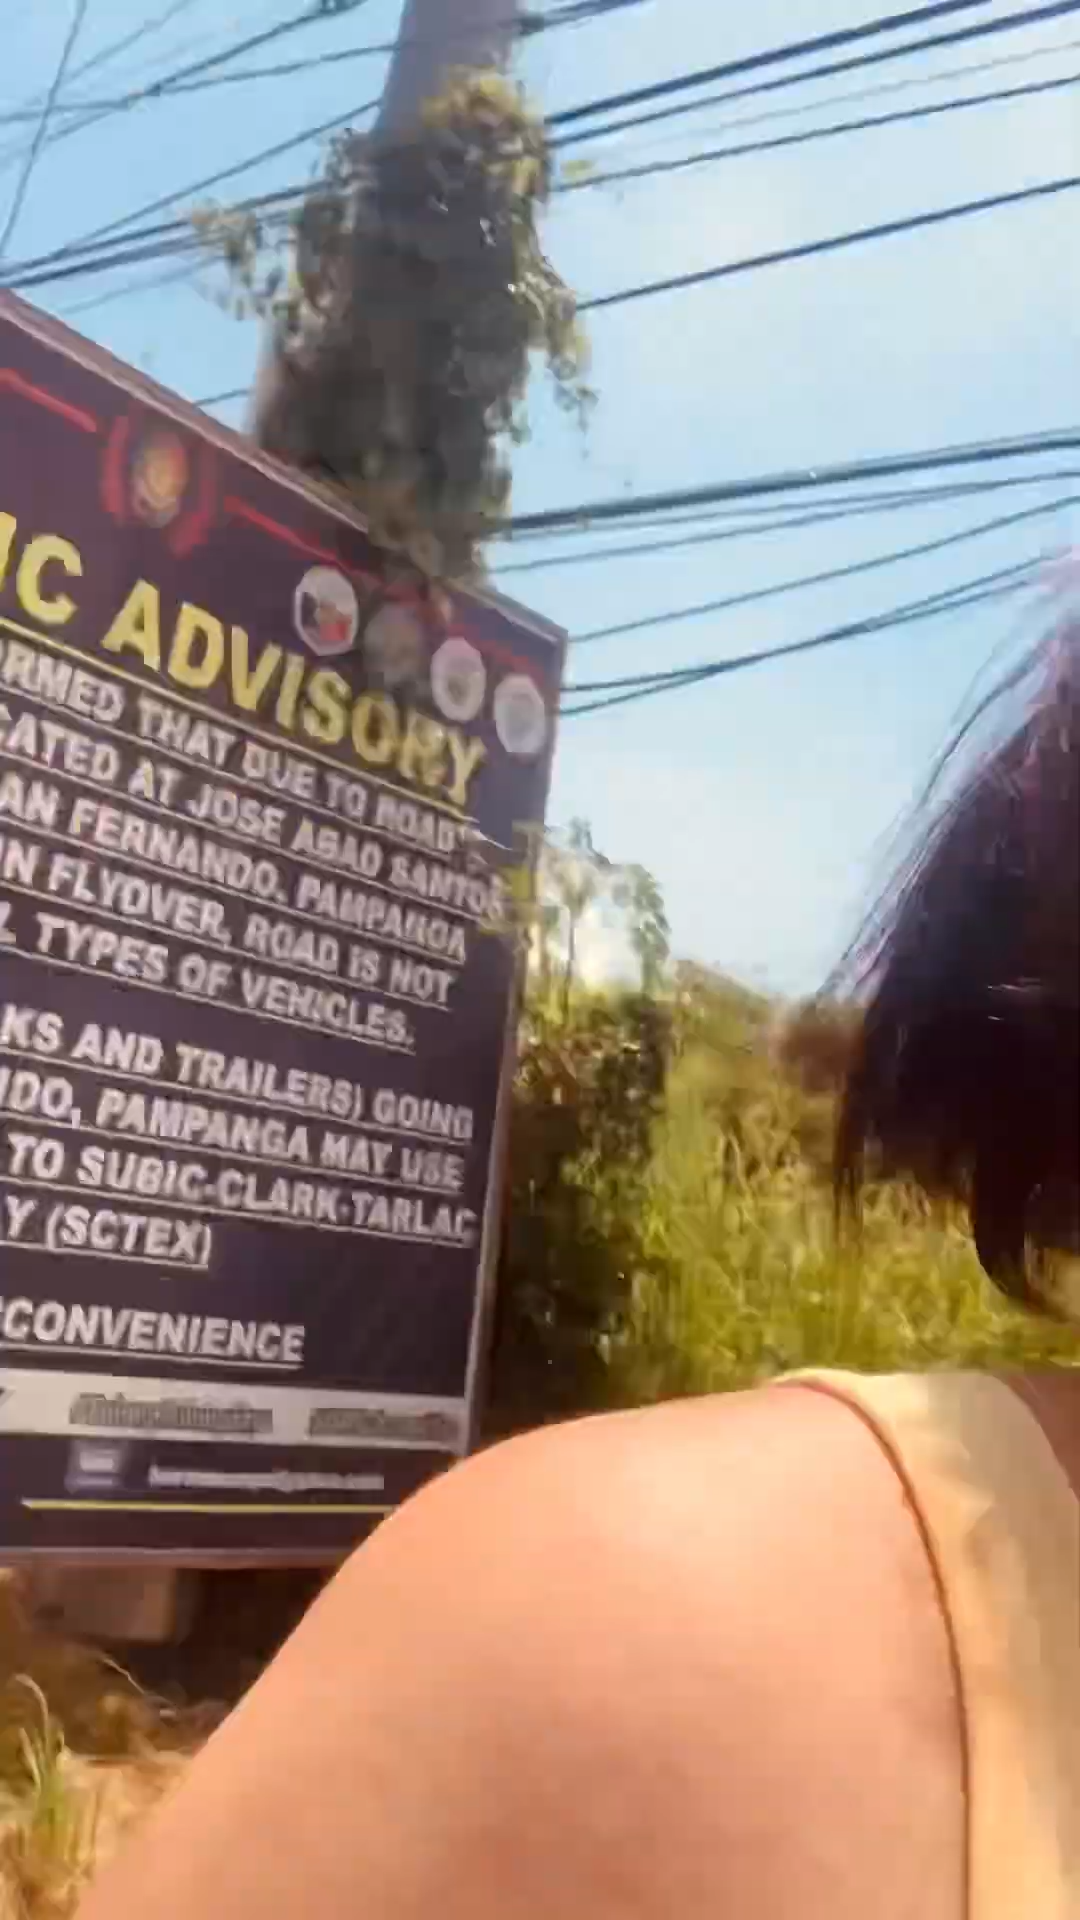 IC ADVISORY
RMED THAT DUE TO ROAD
CATED AT JOSE ABAD SANTOS
AN FERNANDO, PAMPANGA
N FLYOVER, ROAD IS NOT
L TYPES OF VEHICLES.
KS AND TRAILERS) GOING
NDO, PAMPANGA MAY USE
TO SUBIC-CLARK-TARLAC
Y (SCTEX)
CONVENIENCE